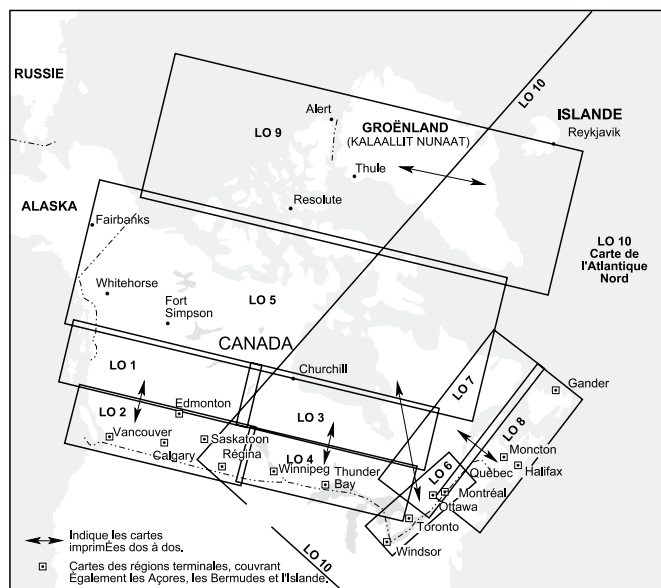 RUSSIE
LO 10
Alert
ISLANDE
GROËNLAND
(KALAALLIT NUNAAT)
Reykjavik
LO 9
Thule
Resolute
ALASKA
Fairbanks
LO 10
Carte de
l'Atlantique
Nord
Whitehorse
LO 5
Fort
Simpson
CANADA
LO 1
Churchill
LO 7
Gander
Edmonton
LO 2
LO 3
LO 8
Vancouver
Saskatoon
Calgary
Régina
LO 4
Winnipeg
Thunder
Bay
LO 6
Moncton
Quèbec
Halifax
Montréal
Ottawa
Toronto
Windsor
LO 10
Indique les cartes
imprimÈes dos à dos.
Cartes des régions terminales, couvrant
Également les Açores, les Bermudes et l'Islande.